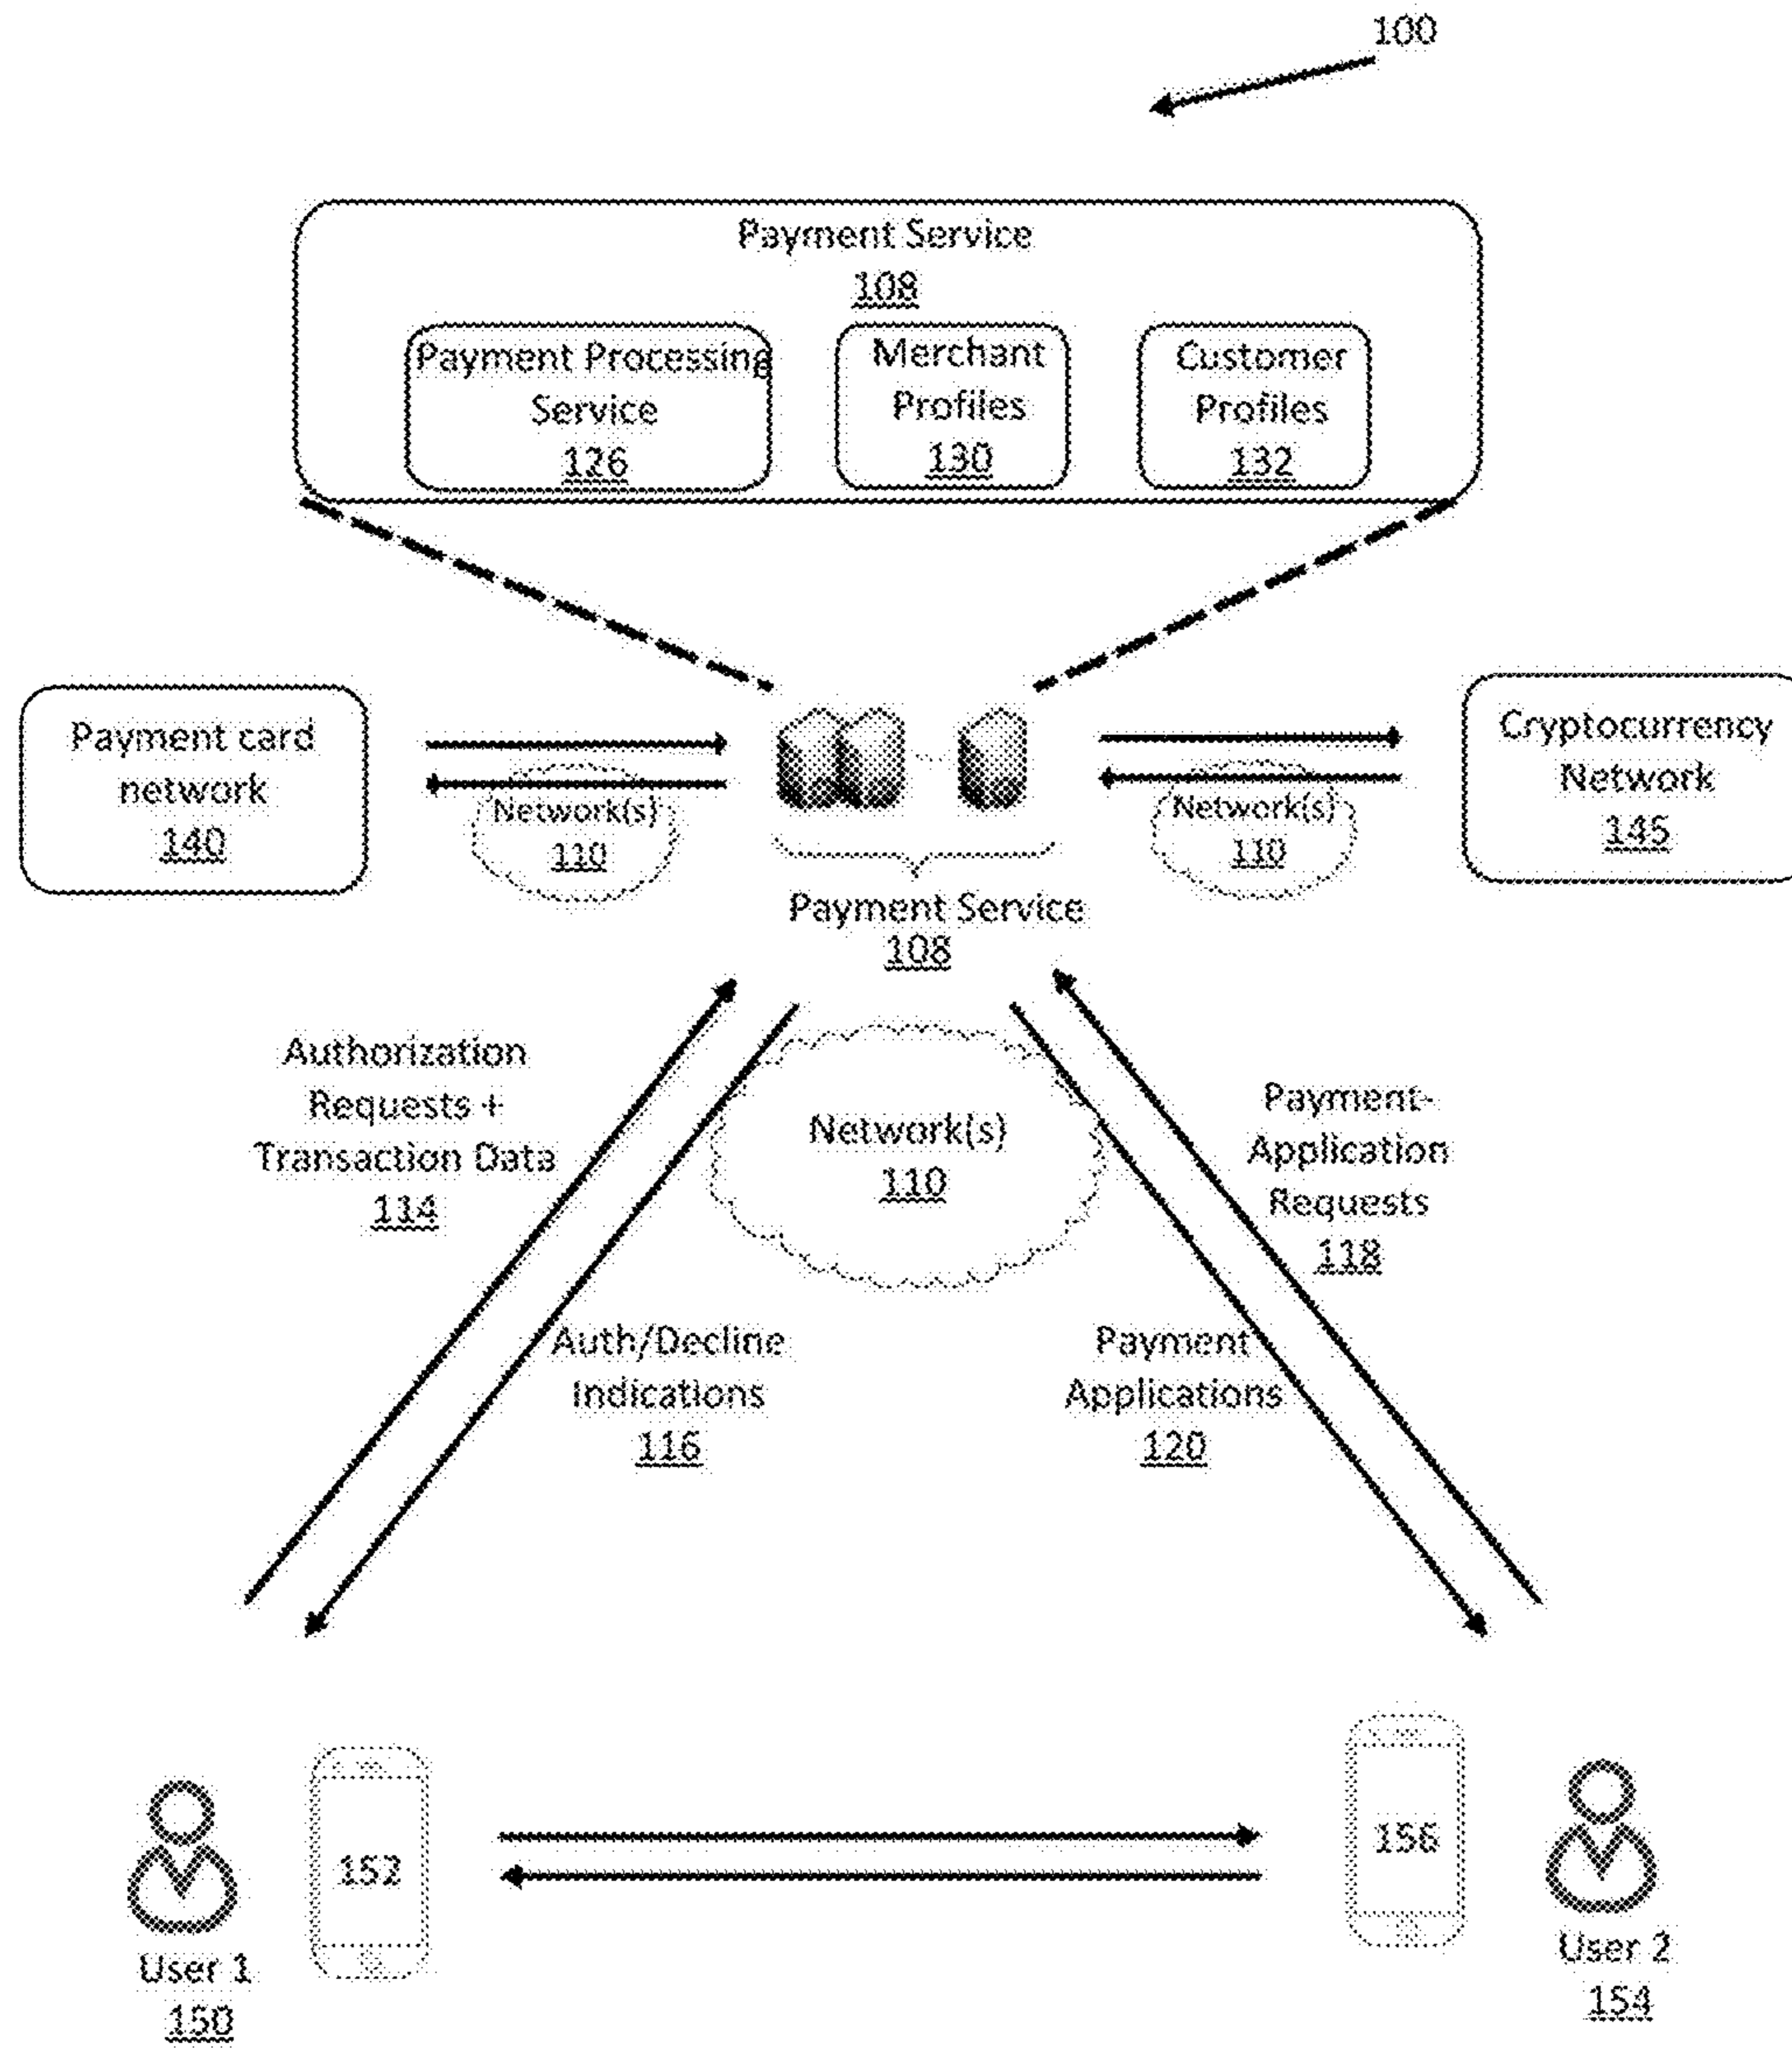 100
Payment Service
108
Payment Processing
Service
126
Merchant
Profiles
130
Customer
Profiles
132
Payment card
network
140
Network(s)
110
Payment Service
108
Network(s)
110
Cryptocurrency
Network
145
Authorization
Requests +
Transaction Data
114
Network(s)
110
Payment-
Application
Requests
118
Auth/Decline
Indications
116
Payment
Applications
120
152
156
User 1
150
User 2
154